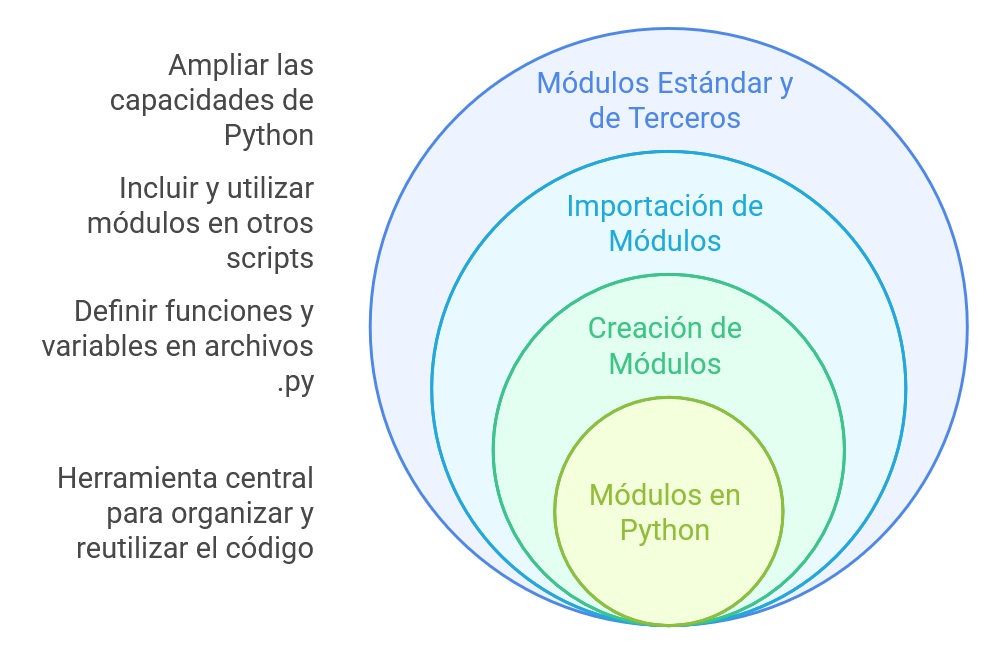 Ampliar las
capacidades de
Python
Módulos Estándar y
de Terceros
Incluir y utilizar
módulos en otros
scripts
Importación de
Módulos
Definir funciones y
variables en archivos
.py
Creación de
Módulos
Herramienta central
para organizar y
reutilizar el código
Módulos en
Python